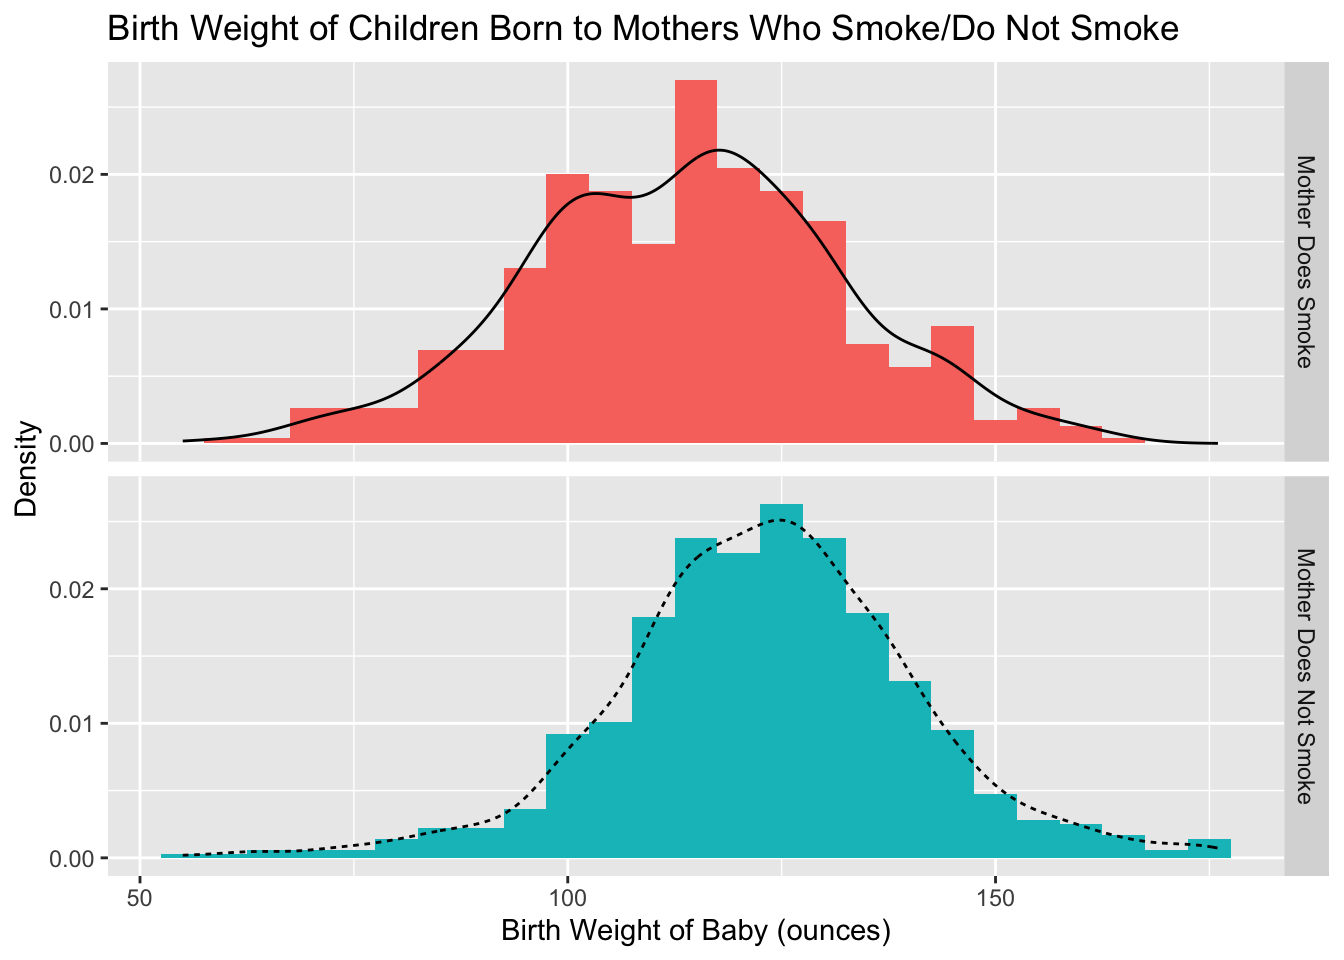 Birth Weight of Children Born to Mothers Who Smoke/Do Not Smoke
Density
0.02
0.01
0.00
Mother Does Smoke
0.02
0.01
0.00
Mother Does Not Smoke
50
100
150
Birth Weight of Baby (ounces)